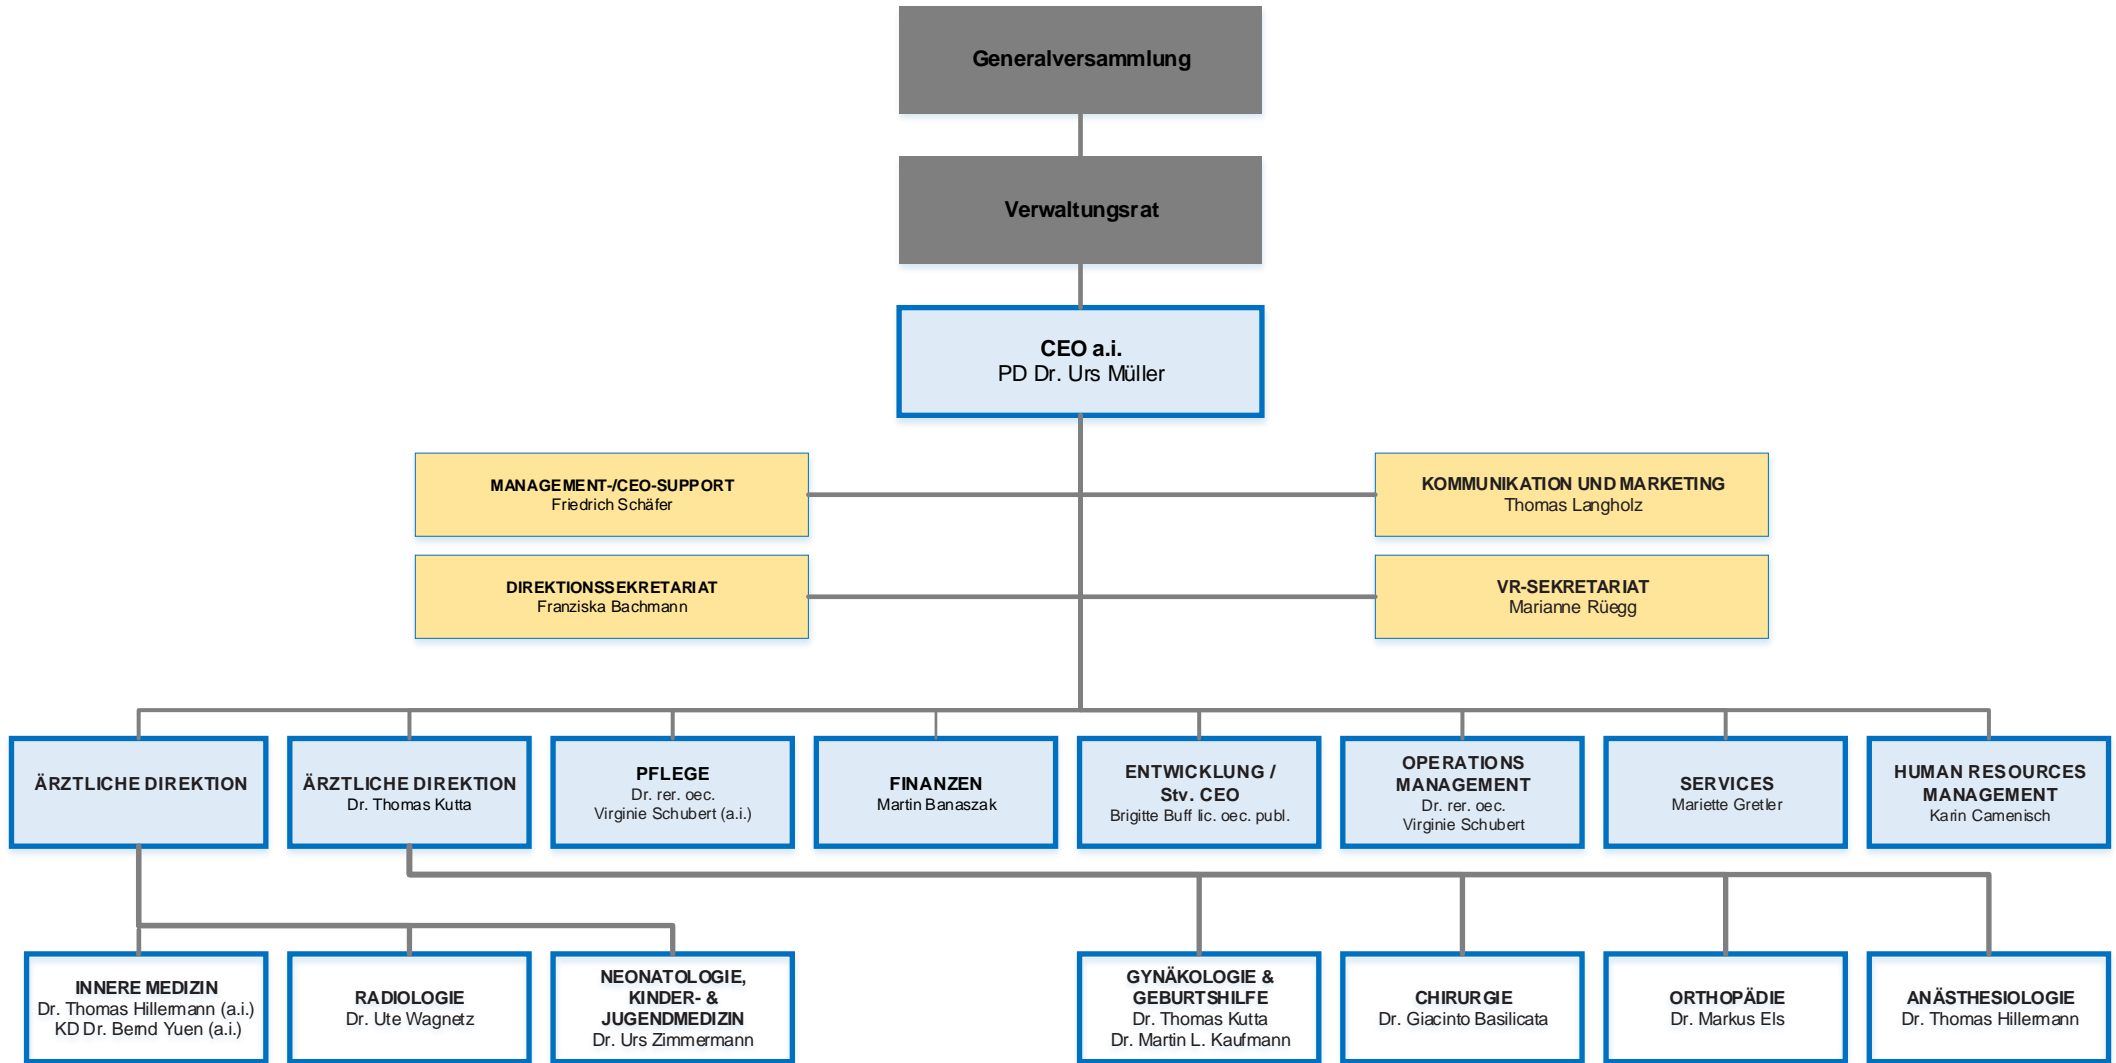 Generalversammlung
Verwaltungsrat
CEO a.i.
PD Dr. Urs Müller
MANAGEMENT-/CEO-SUPPORT
Friedrich Schäfer
KOMMUNIKATION UND MARKETING
Thomas Langholz
DIREKTIONSSEKRETARIAT
Franziska Bachmann
VR-SEKRETARIAT
Marianne Rüegg
ÄRZTLICHE DIREKTION
ÄRZTLICHE DIREKTION
Dr. Thomas Kutta
PFLEGE
Dr. rer. oec.
Virginie Schubert (a.i.)
FINANZEN
Martin Banaszak
ENTWICKLUNG /
Stv. CEO
Brigitte Buff lic. oec. publ.
OPERATIONS
MANAGEMENT
Dr. rer. oec.
Virginie Schubert
SERVICES
Mariette Gretler
HUMAN RESOURCES
MANAGEMENT
Karin Camenisch
INNERE MEDIZIN
Dr. Thomas Hillermann (a.i.)
KD Dr. Bernd Yuen (a.i.)
RADIOLOGIE
Dr. Ute Wagnetz
NEONATOLOGIE,
KINDER- &
JUGENDMEDIZIN
Dr. Urs Zimmermann
GYNÄKOLOGIE &
GEBURTSHILFE
Dr. Thomas Kutta
Dr. Martin L. Kaufmann
CHIRURGIE
Dr. Giacinto Basilicata
ORTHOPÄDIE
Dr. Markus Els
ANÄSTHESIOLOGIE
Dr. Thomas Hillermann